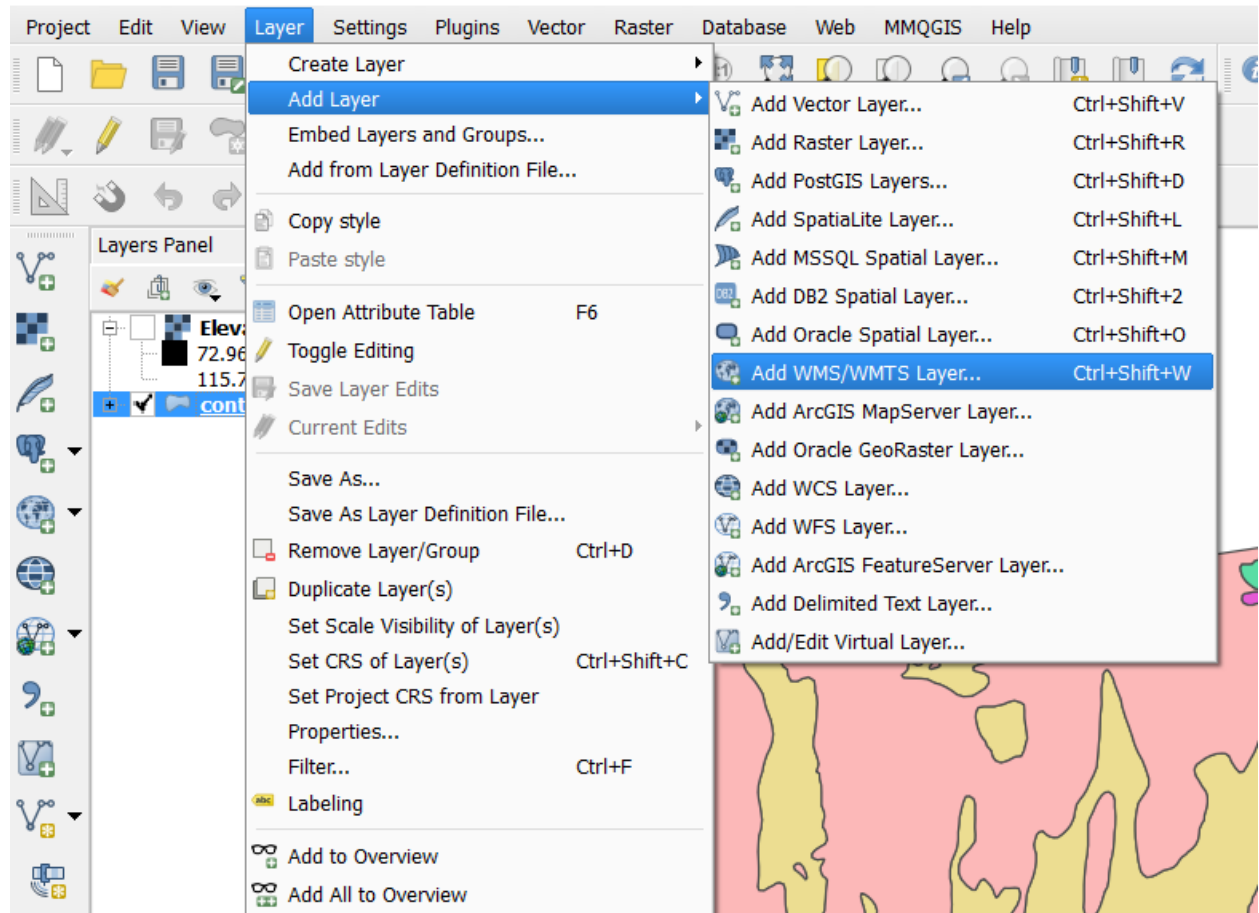 Project Edit View Layer Settings Plugins Vector Raster Database Web MMQGIS Help
Create Layer
Add Layer
Embed Layers and Groups...
Add from Layer Definition File...
Copy style
Paste style
Open Attribute Table F6
Toggle Editing
Save Layer Edits
Current Edits
Save As...
Save As Layer Definition File...
Remove Layer/Group Ctrl+D
Duplicate Layer(s)
Set Scale Visibility of Layer(s)
Set CRS of Layer(s) Ctrl+Shift+C
Set Project CRS from Layer
Properties...
Filter... Ctrl+F
abc Labeling
Add to Overview
Add All to Overview
Add Vector Layer... Ctrl+Shift+V
Add Raster Layer... Ctrl+Shift+R
Add PostGIS Layers... Ctrl+Shift+D
Add SpatiaLite Layer... Ctrl+Shift+L
Add MSSQL Spatial Layer... Ctrl+Shift+M
DB2 Add DB2 Spatial Layer... Ctrl+Shift+2
Add Oracle Spatial Layer... Ctrl+Shift+O
Add WMS/WMTS Layer... Ctrl+Shift+W
Add ArcGIS MapServer Layer...
Add Oracle GeoRaster Layer...
Add WCS Layer...
Add WFS Layer...
Add ArcGIS FeatureServer Layer...
Add Delimited Text Layer...
Add/Edit Virtual Layer...
Layers Panel
Eleva
72.96
115.7
cont